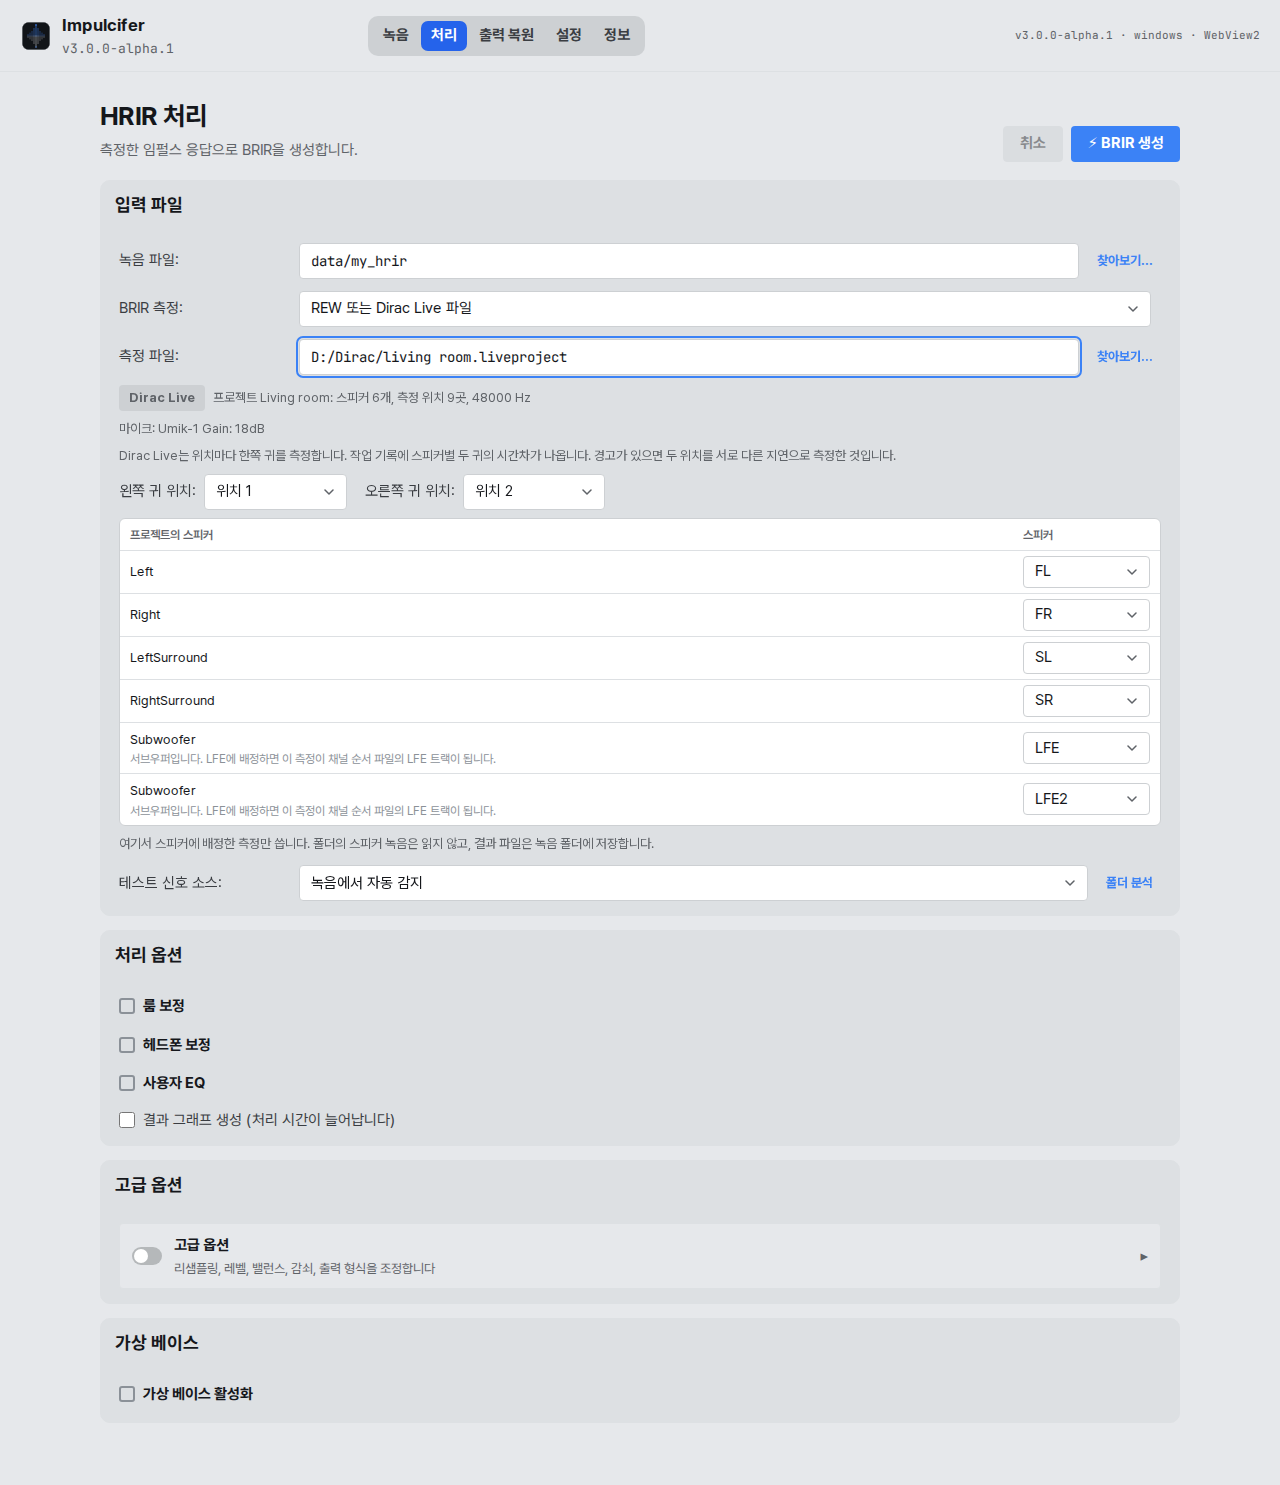 Impulcifer
v3.0.0-alpha.1
녹음 처리 출력 복원 설정 정보
v3.0.0-alpha.1 · windows · WebView2
HRIR 처리
측정한 임펄스 응답으로 BRIR을 생성합니다.
취소
⚡ BRIR 생성
입력 파일
녹음 파일: data/my_hrir 찾아보기...
BRIR 측정: REW 또는 Dirac Live 파일
측정 파일: D:/Dirac/living room.liveproject 찾아보기...
Dirac Live 프로젝트 Living room: 스피커 6개, 측정 위치 9곳, 48000 Hz
마이크: Umik-1 Gain: 18dB
Dirac Live는 위치마다 한쪽 귀를 측정합니다. 작업 기록에 스피커별 두 귀의 시간차가 나옵니다. 경고가 있으면 두 위치를 서로 다른 지연으로 측정한 것입니다.
왼쪽 귀 위치: 위치 1 오른쪽 귀 위치: 위치 2
프로젝트의 스피커 스피커
Left FL
Right FR
LeftSurround SL
RightSurround SR
Subwoofer
서브우퍼입니다. LFE에 배정하면 이 측정이 채널 순서 파일의 LFE 트랙이 됩니다.
LFE
Subwoofer
서브우퍼입니다. LFE에 배정하면 이 측정이 채널 순서 파일의 LFE 트랙이 됩니다.
LFE2
여기서 스피커에 배정한 측정만 씁니다. 폴더의 스피커 녹음은 읽지 않고, 결과 파일은 녹음 폴더에 저장합니다.
테스트 신호 소스: 녹음에서 자동 감지 폴더 분석
처리 옵션
룸 보정
헤드폰 보정
사용자 EQ
결과 그래프 생성 (처리 시간이 늘어납니다)
고급 옵션
고급 옵션
리샘플링, 레벨, 밸런스, 감쇠, 출력 형식을 조정합니다
가상 베이스
가상 베이스 활성화